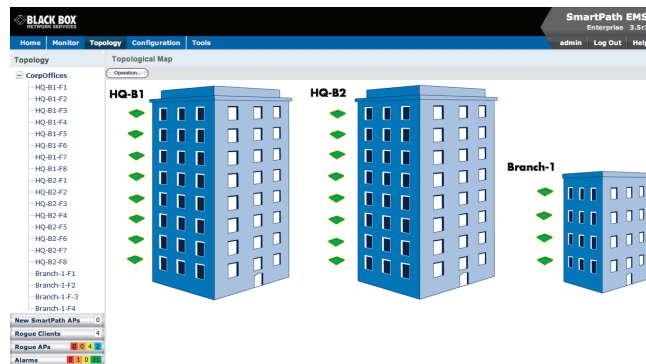 BLACK BOX
NETWORK SERVICES
SmartPath EMS
Enterprise 3.5r
Home Monitor Topology Configuration Tools
admin Log Out Help
Topology
Topological Map
Operation...
CorpOffices
HQ-B1-F1
HQ-B1-F2
HQ-B1-F3
HQ-B1-F4
HQ-B1-F5
HQ-B1-F6
HQ-B1-F7
HQ-B1-F8
HQ-B2-F1
HQ-B2-F2
HQ-B2-F3
HQ-B2-F4
HQ-B2-F5
HQ-B2-F6
HQ-B2-F7
HQ-B2-F8
Branch-1-F1
Branch-1-F2
Branch-1-F-3
Branch-1-F4
New SmartPath APs 0
Rogue Clients 4
Rogue APs 0 0 4 2
Alarms 0 1 0 11
HQ-B1
HQ-B2
Branch-1